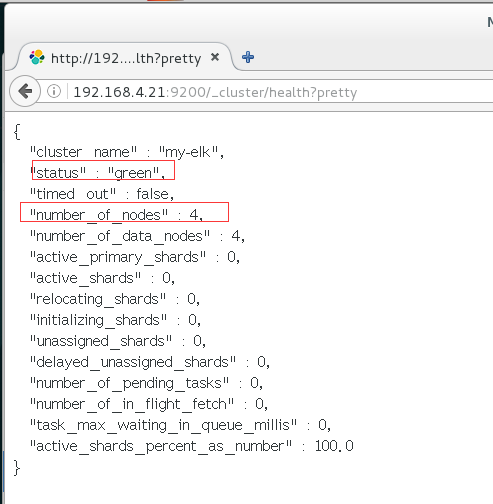 N
http://192....lth?pretty
192.168.4.21:9200/_cluster/health?pretty
{
"cluster_name" : "my-elk",
"status" : "green",
"timed_out" : false,
"number_of_nodes" : 4,
"number_of_data_nodes" : 4,
"active_primary_shards" : 0,
"active_shards" : 0,
"relocating_shards" : 0,
"initializing_shards" : 0,
"unassigned_shards" : 0,
"delayed_unassigned_shards" : 0,
"number_of_pending_tasks" : 0,
"number_of_in_flight_fetch" : 0,
"task_max_waiting_in_queue_millis" : 0,
"active_shards_percent_as_number" : 100.0
}